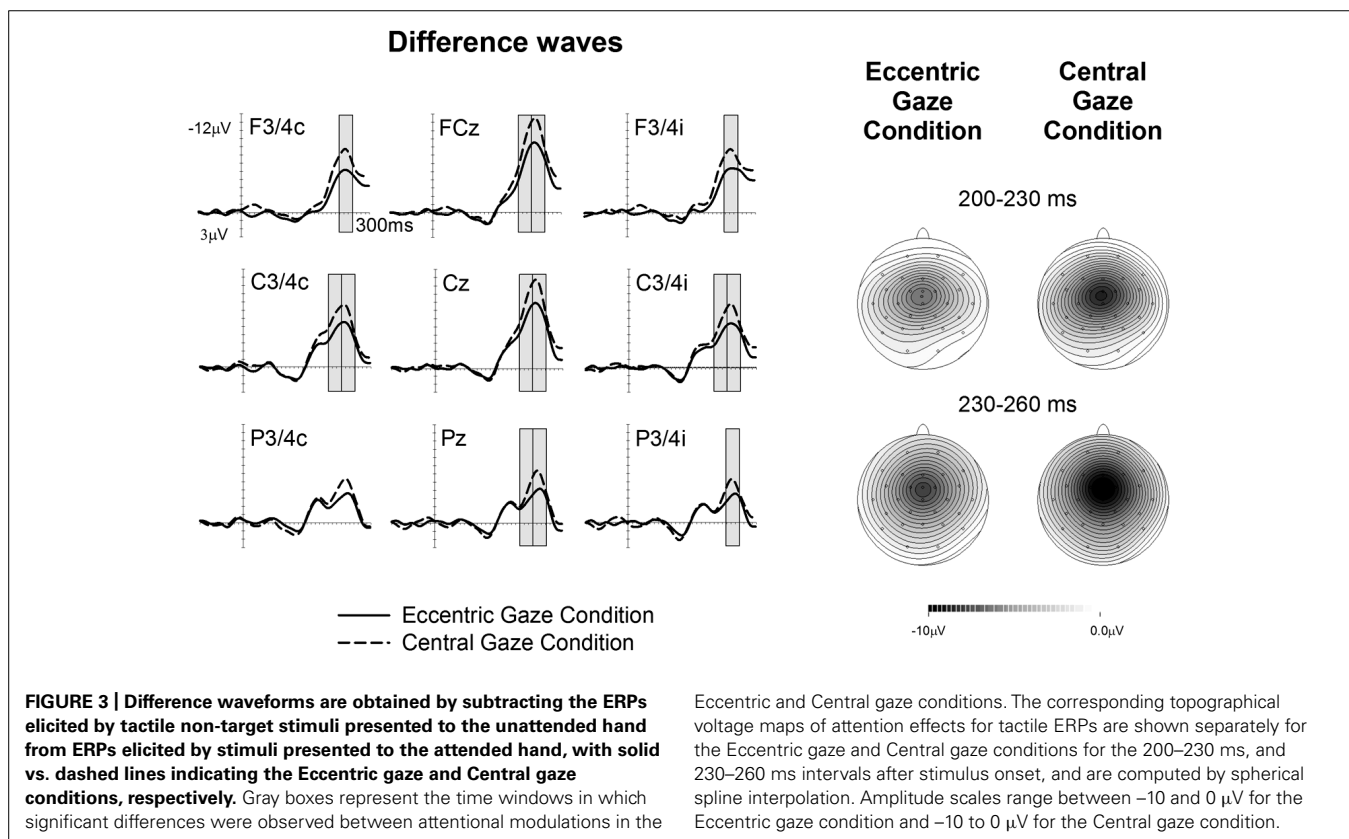 Difference waves
Eccentric
Gaze
Condition
Central
Gaze
Condition
-12μV
F3/4c
FCz
F3/4i
3μV
300ms
200-230 ms
C3/4c
Cz
C3/4i
230-260 ms
P3/4c
Pz
P3/4i
Eccentric Gaze Condition
Central Gaze Condition
-10μV
0.0μV
FIGURE 3 | Difference waveforms are obtained by subtracting the ERPs
elicited by tactile non-target stimuli presented to the unattended hand
from ERPs elicited by stimuli presented to the attended hand, with solid
vs. dashed lines indicating the Eccentric gaze and Central gaze
conditions, respectively. Gray boxes represent the time windows in which
significant differences were observed between attentional modulations in the
Eccentric and Central gaze conditions. The corresponding topographical
voltage maps of attention effects for tactile ERPs are shown separately for
the Eccentric gaze and Central gaze conditions for the 200–230 ms, and
230–260 ms intervals after stimulus onset, and are computed by spherical
spline interpolation. Amplitude scales range between –10 and 0 μV for the
Eccentric gaze condition and –10 to 0 μV for the Central gaze condition.